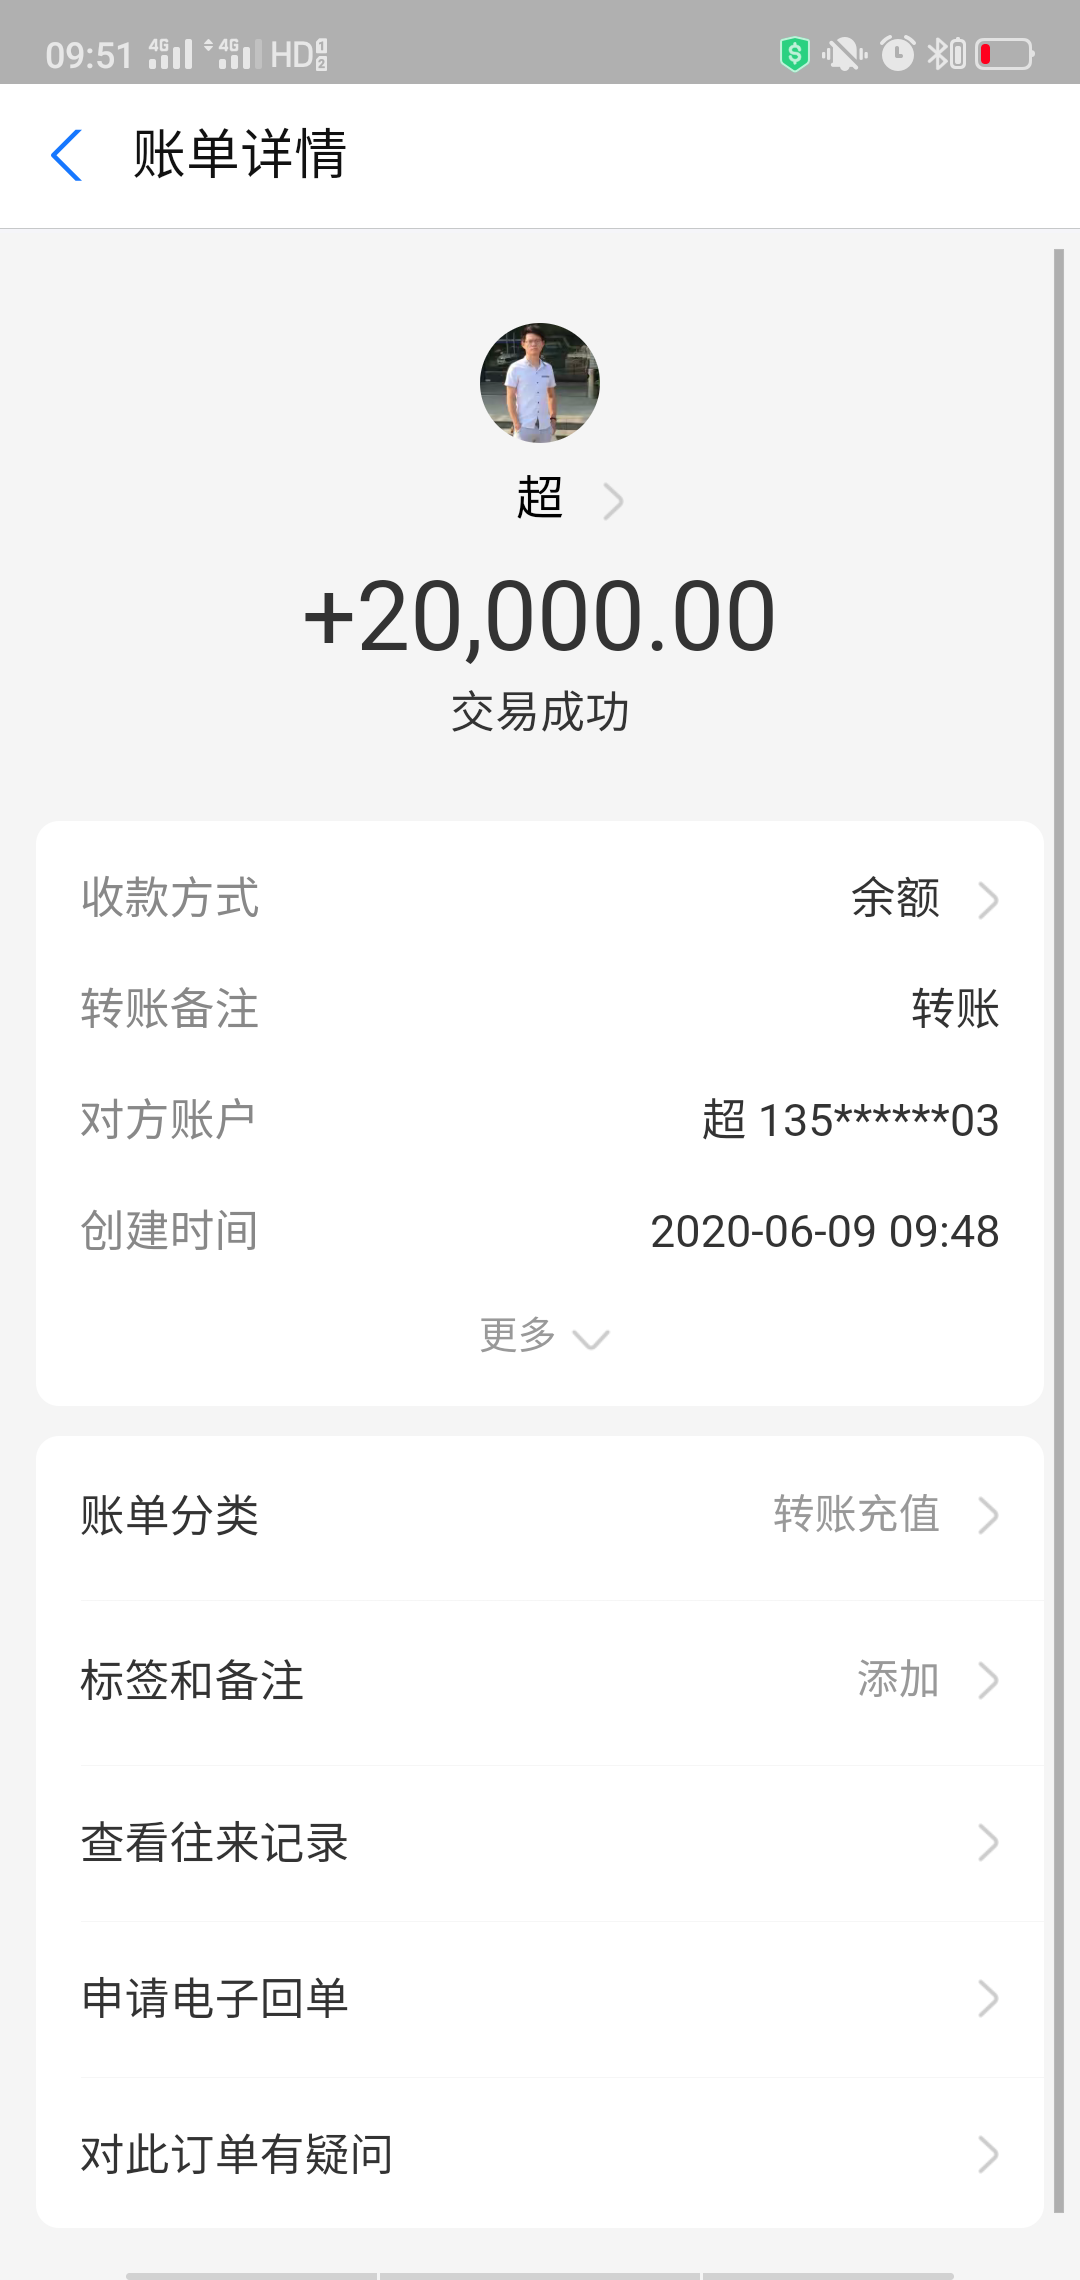 09:51 4G 4G HD 1 2
账单详情
超
+20,000.00
交易成功
收款方式 余额
转账备注 转账
对方账户 超 135******03
创建时间 2020-06-09 09:48
更多
账单分类 转账充值
标签和备注 添加
查看往来记录
申请电子回单
对此订单有疑问